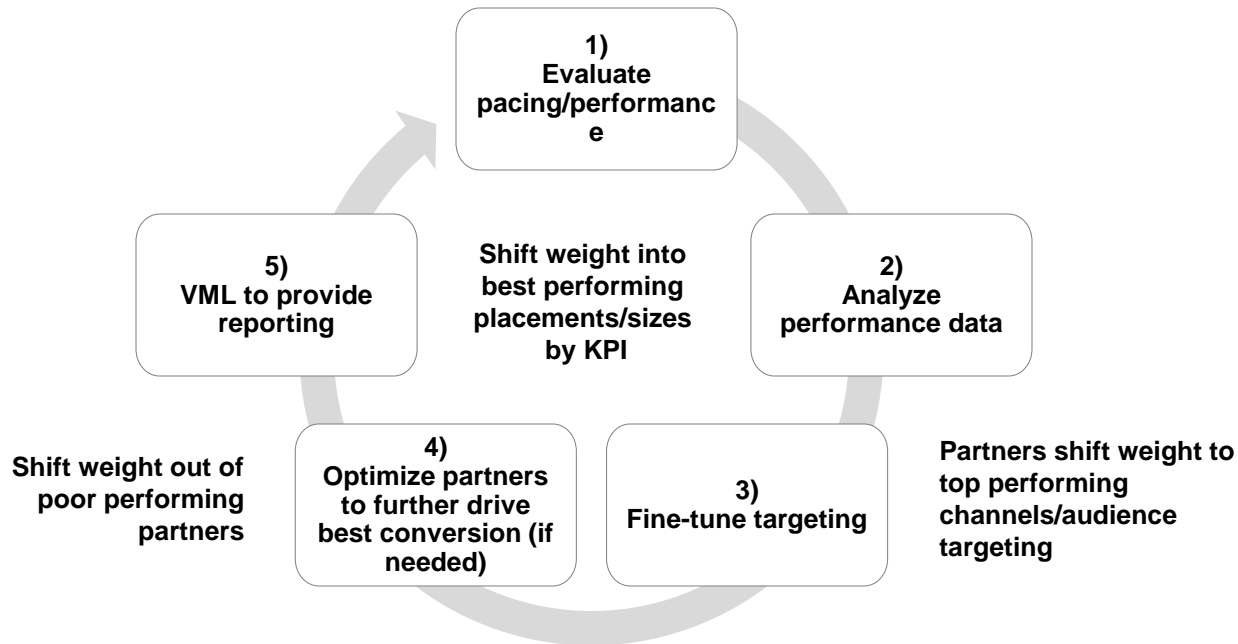 1)
Evaluate
pacing/performanc
e
2)
Analyze
performance data
Partners shift weight to
top performing
channels/audience
targeting
3)
Fine-tune targeting
4)
Optimize partners
to further drive
best conversion (if
needed)
Shift weight out of
poor performing
partners
5)
VML to provide
reporting
Shift weight into
best performing
placements/sizes
by KPI